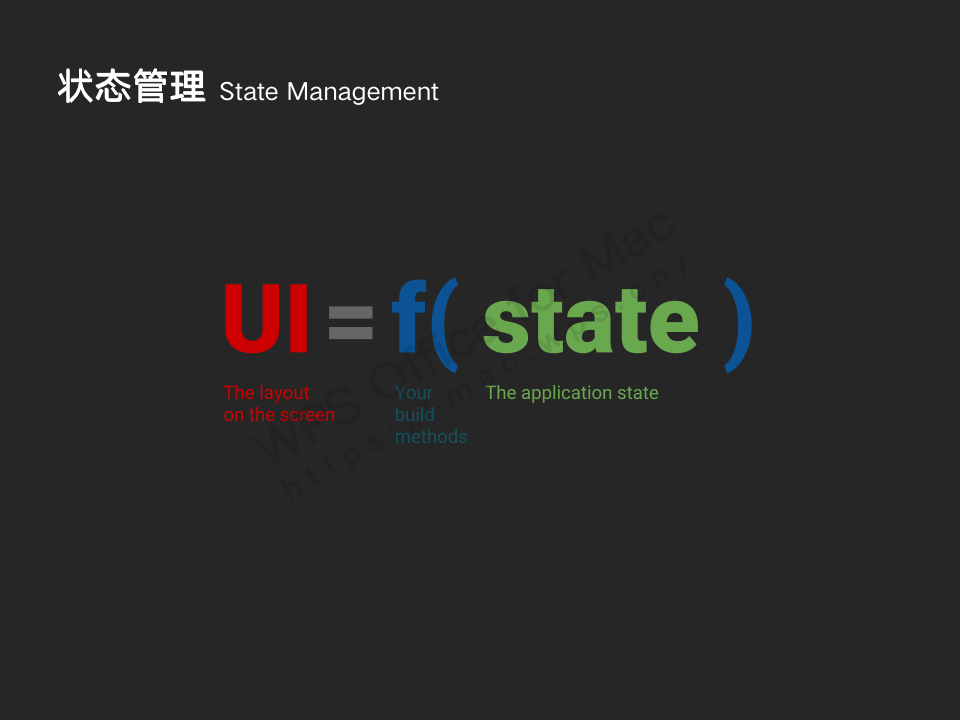 状态管理 State Management
UI = f( state )
The layout
on the screen
Your
build
methods
The application state
WPS Office for Mac
https://mac.wps.cn/